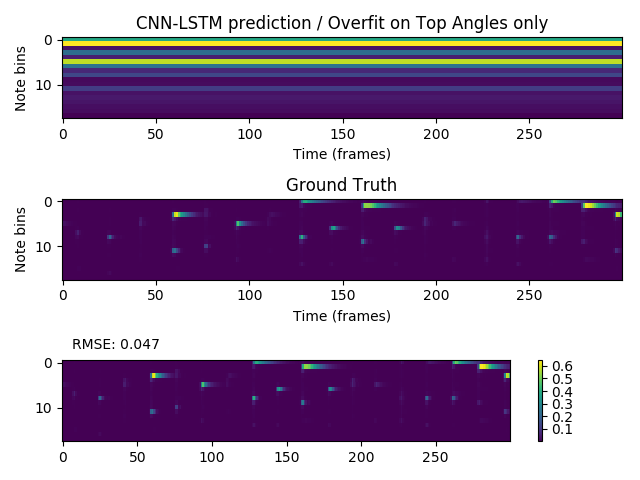 CNN-LSTM prediction / Overfit on Top Angles only
0
10
Note bins
0 50 100 150 200 250
Time (frames)
Ground Truth
0
10
Note bins
0 50 100 150 200 250
Time (frames)
RMSE: 0.047
0
10
0 50 100 150 200 250
0.6
0.5
0.4
0.3
0.2
0.1